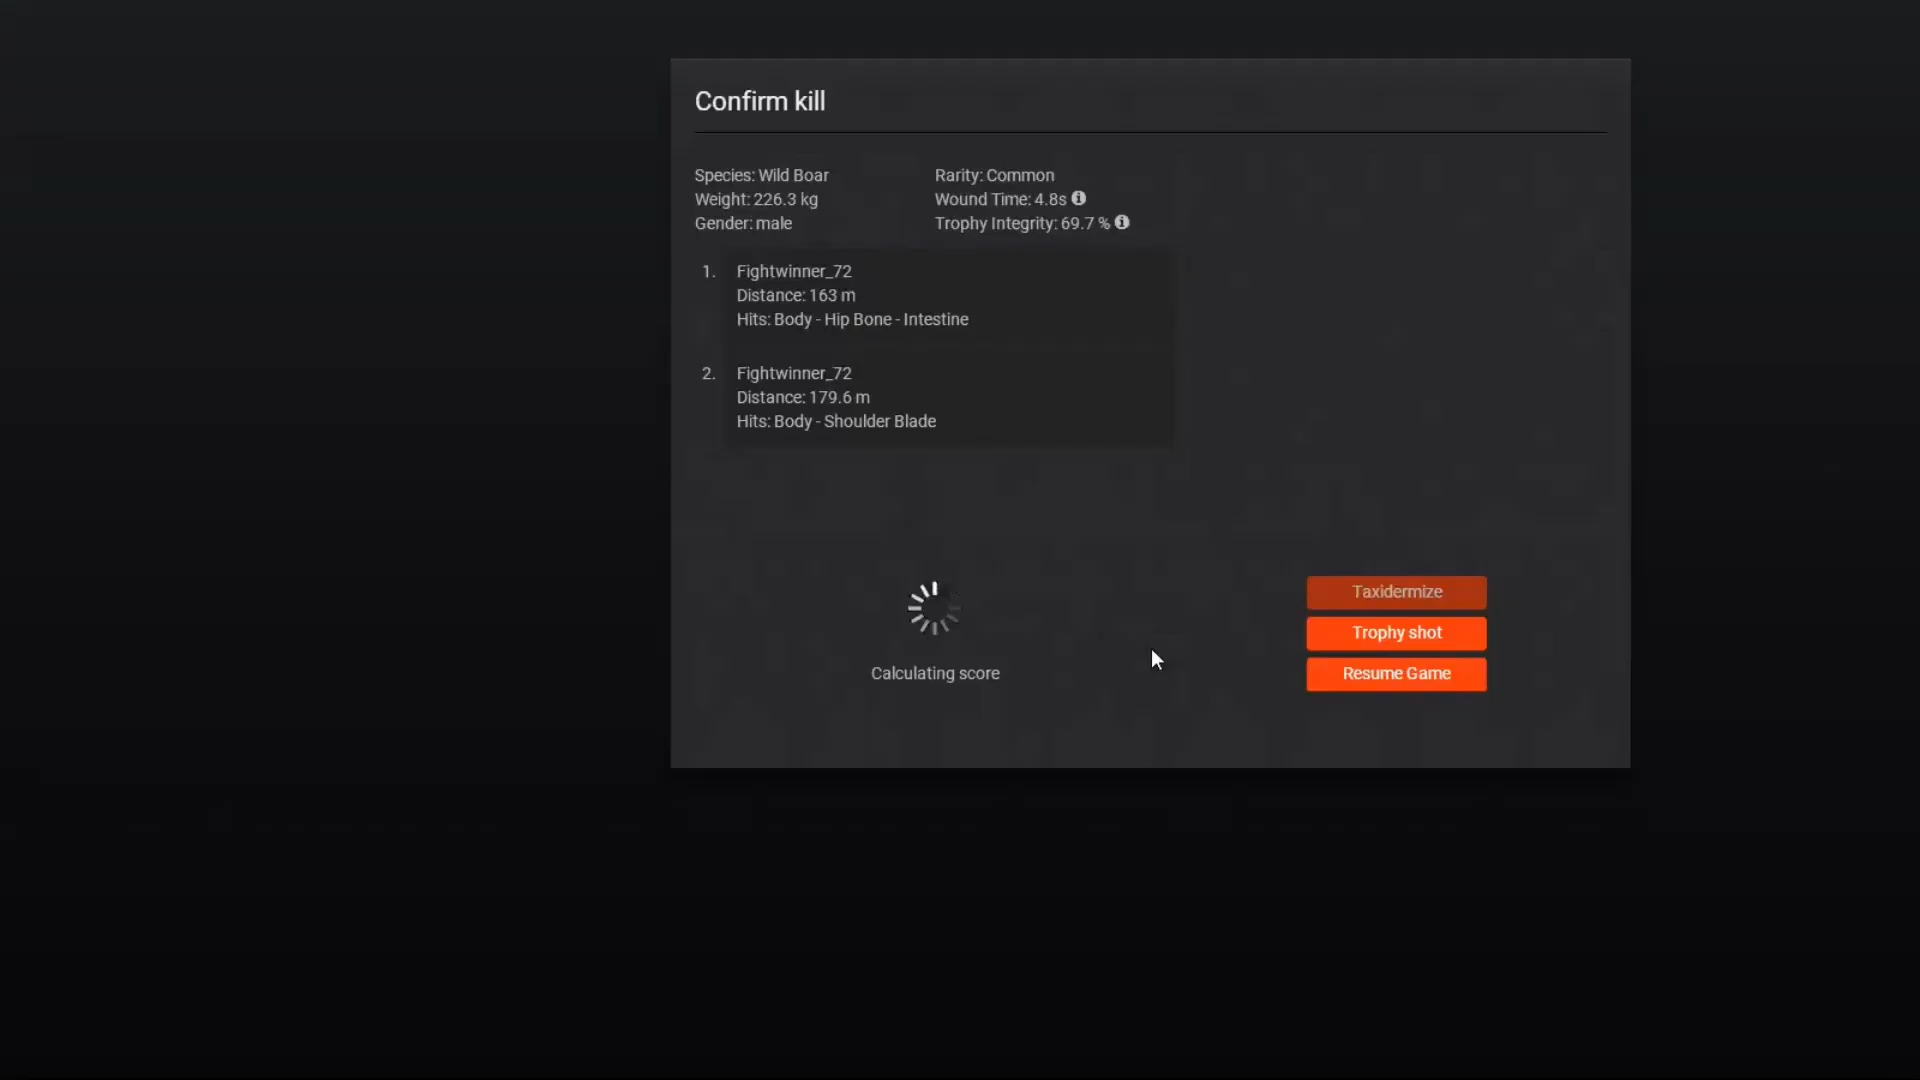 Confirm kill
Species: Wild Boar
Rarity: Common
Weight: 226.3 kg
Wound Time: 4.8s
Gender: male
Trophy Integrity: 69.7 %
1. Fightwinner_72
Distance: 163 m
Hits: Body - Hip Bone - Intestine
2. Fightwinner_72
Distance: 179.6 m
Hits: Body - Shoulder Blade
Calculating score
Taxidermize
Trophy shot
Resume Game